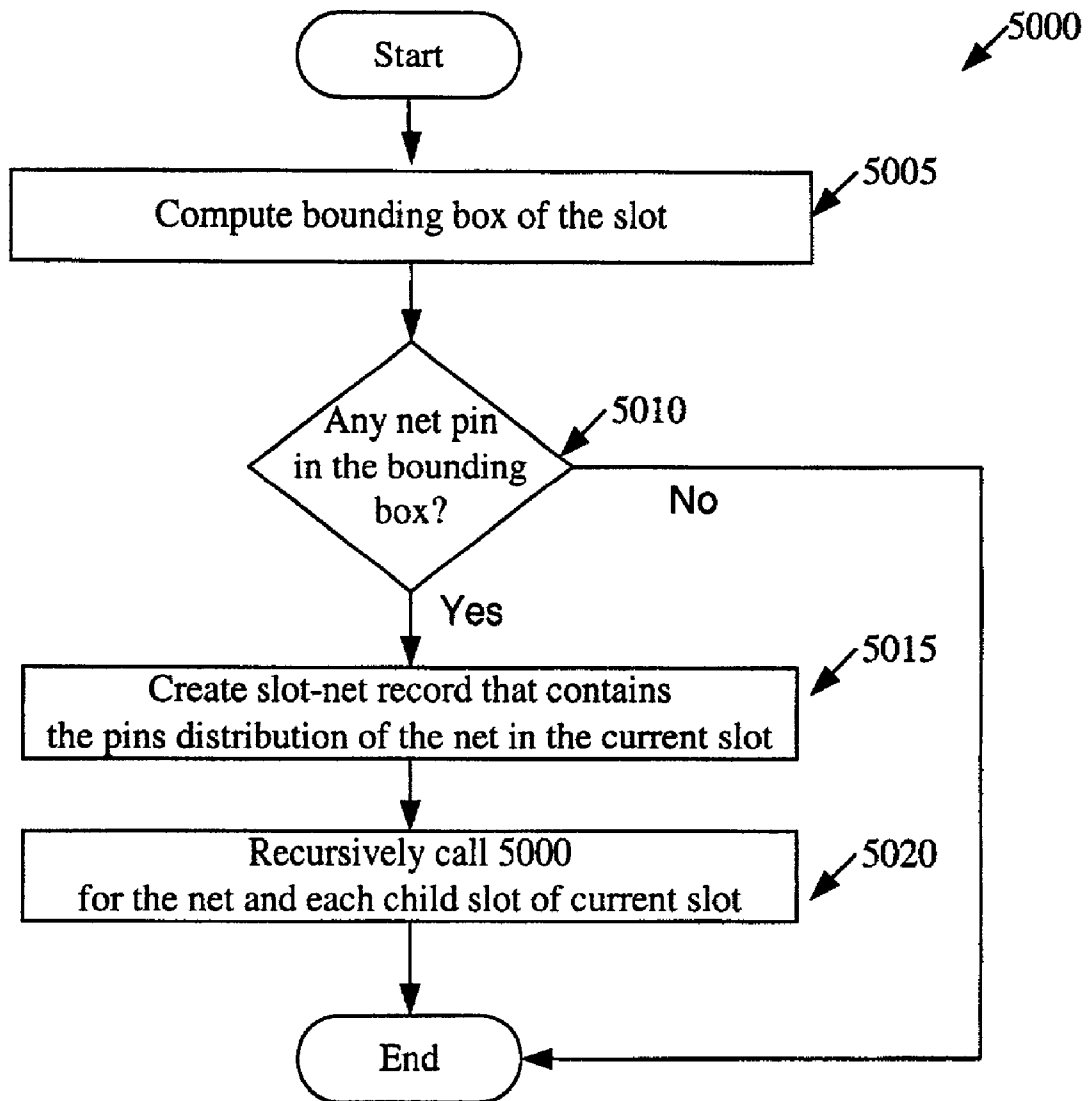 5000
Start
5005
Compute bounding box of the slot
5010
Any net pin
in the bounding
box?
No
Yes
5015
Create slot-net record that contains
the pins distribution of the net in the current slot
5020
Recursively call 5000
for the net and each child slot of current slot
End